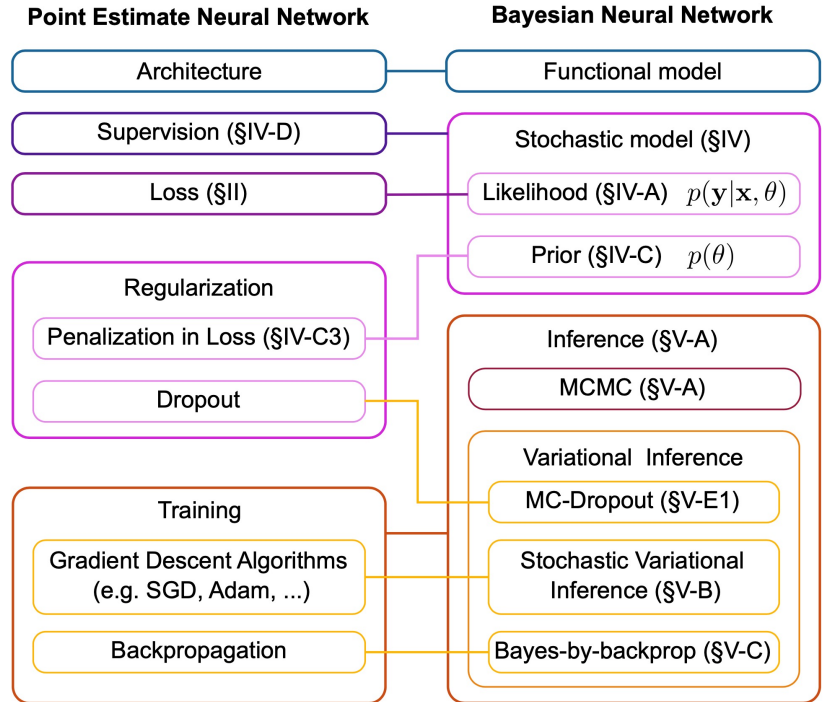 Point Estimate Neural Network
Bayesian Neural Network
Architecture
Functional model
Supervision (§IV-D)
Stochastic model (§IV)
Loss (§II)
Likelihood (§IV-A) p(y|x, θ)
Prior (§IV-C) p(θ)
Regularization
Penalization in Loss (§IV-C3)
Dropout
Inference (§V-A)
MCMC (§V-A)
Variational Inference
MC-Dropout (§V-E1)
Training
Gradient Descent Algorithms
(e.g. SGD, Adam, ...)
Stochastic Variational
Inference (§V-B)
Backpropagation
Bayes-by-backprop (§V-C)